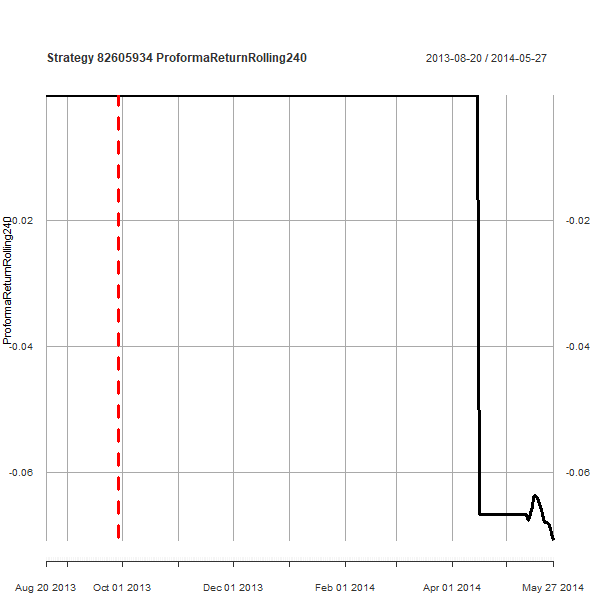 Strategy 82605934 ProformaReturnRolling240
2013-08-20 / 2014-05-27
ProformaReturnRolling240
-0.02
-0.02
-0.04
-0.04
-0.06
-0.06
Aug 20 2013
Oct 01 2013
Dec 01 2013
Feb 01 2014
Apr 01 2014
May 27 2014